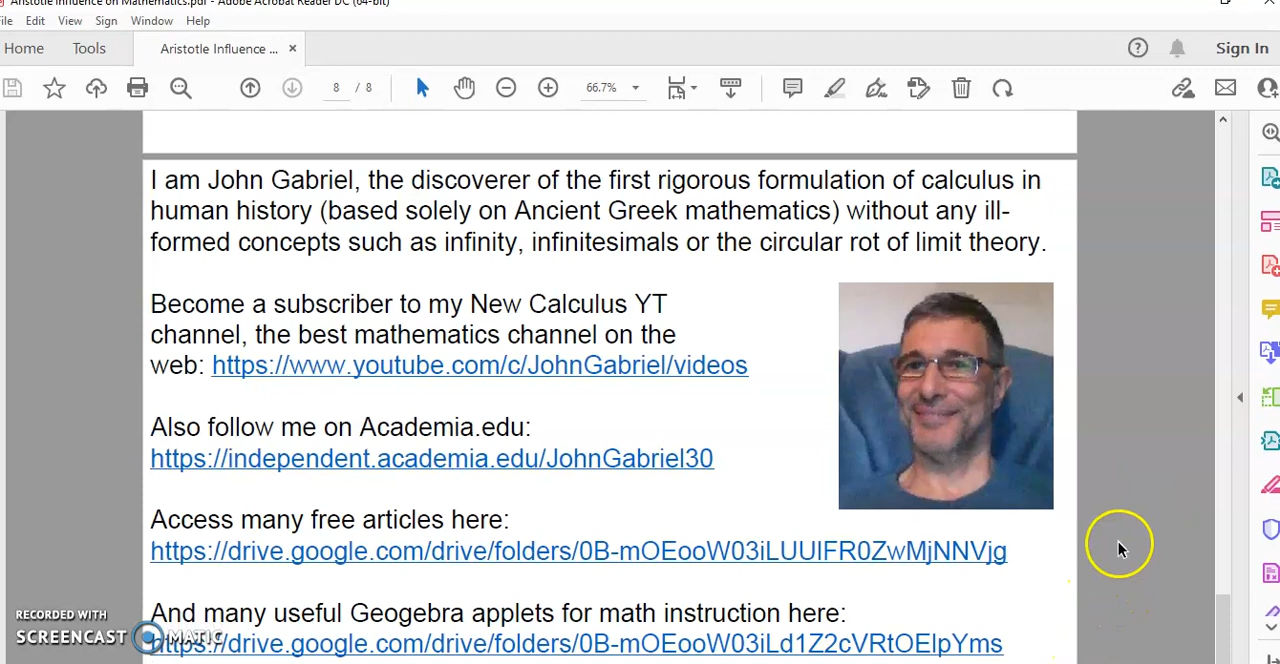 Aristotle Influence on Mathematics.pdf - Adobe Acrobat Reader DC (64-bit)
File Edit View Sign Window Help
Home Tools Aristotle Influence ... × Sign In
8 / 8 66.7%
I am John Gabriel, the discoverer of the first rigorous formulation of calculus in
human history (based solely on Ancient Greek mathematics) without any ill-
formed concepts such as infinity, infinitesimals or the circular rot of limit theory.
Become a subscriber to my New Calculus YT
channel, the best mathematics channel on the
web: https://www.youtube.com/c/JohnGabriel/videos
Also follow me on Academia.edu:
https://independent.academia.edu/JohnGabriel30
Access many free articles here:
https://drive.google.com/drive/folders/0B-mOEooW03iLUUlFR0ZwMjNNVjg
And many useful Geogebra applets for math instruction here:
https://drive.google.com/drive/folders/0B-mOEooW03iLd1Z2cVRtOElpYms
RECORDED WITH
SCREENCAST MATIC